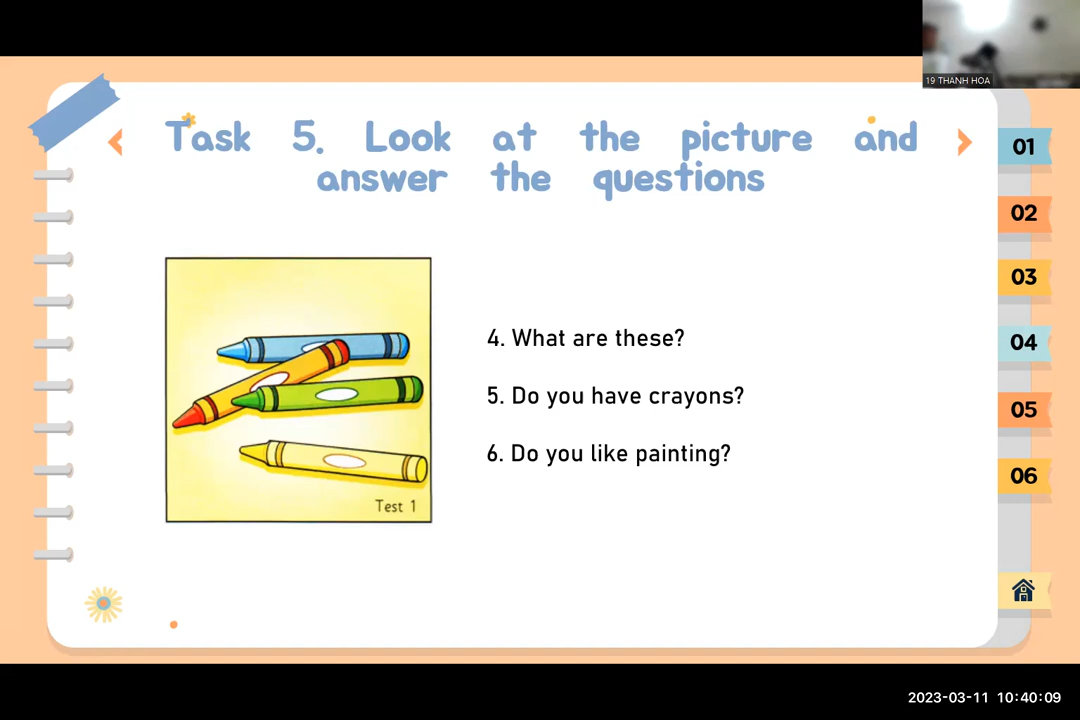 19 THANH HOA
Task 5. Look at the picture and
answer the questions
01
02
03
04
05
06
4. What are these?
5. Do you have crayons?
6. Do you like painting?
Test 1
2023-03-11 10:40:09